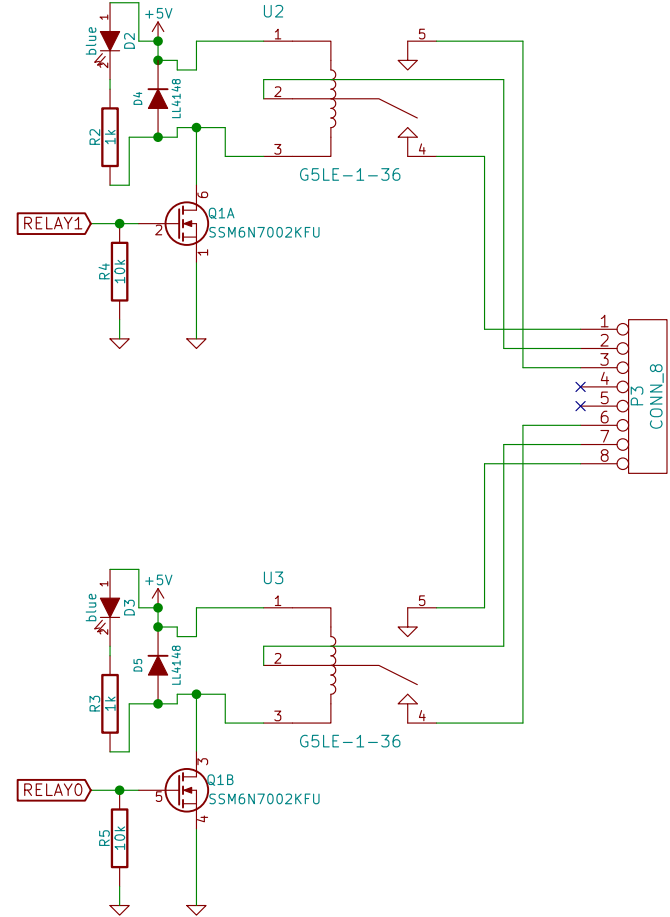 U2
+5V
1
blue
D2
2
D4
LL4148
R2
1k
1
2
3
5
4
G5LE-1-36
RELAY1
6
Q1A
2
SSM6N7002KFU
1
R4
10k
1
2
3
4
5
6
7
8
P3
CONN_8
U3
+5V
1
blue
D3
2
D5
LL4148
R3
1k
1
2
3
5
4
G5LE-1-36
RELAY0
3
Q1B
5
SSM6N7002KFU
4
R5
10k